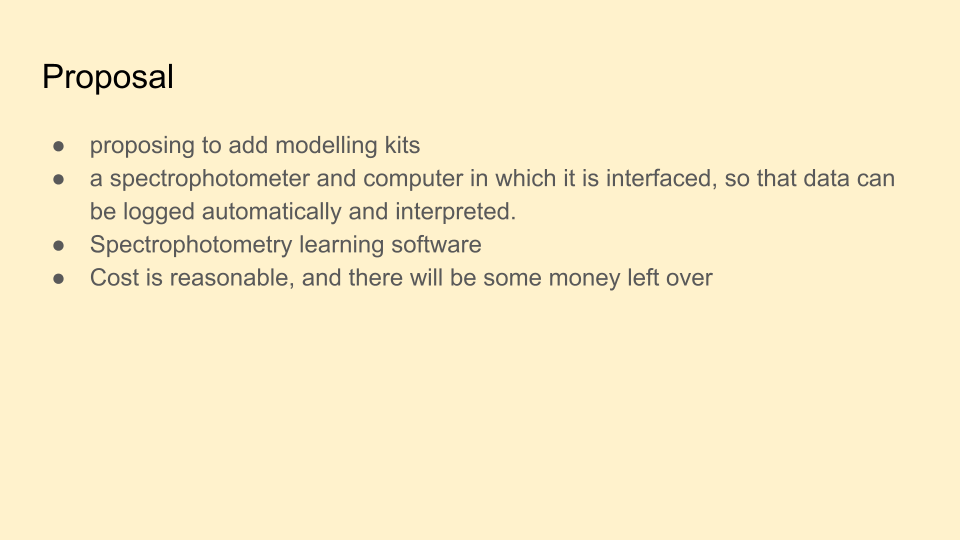 Proposal
● proposing to add modelling kits
● a spectrophotometer and computer in which it is interfaced, so that data can
be logged automatically and interpreted.
● Spectrophotometry learning software
● Cost is reasonable, and there will be some money left over